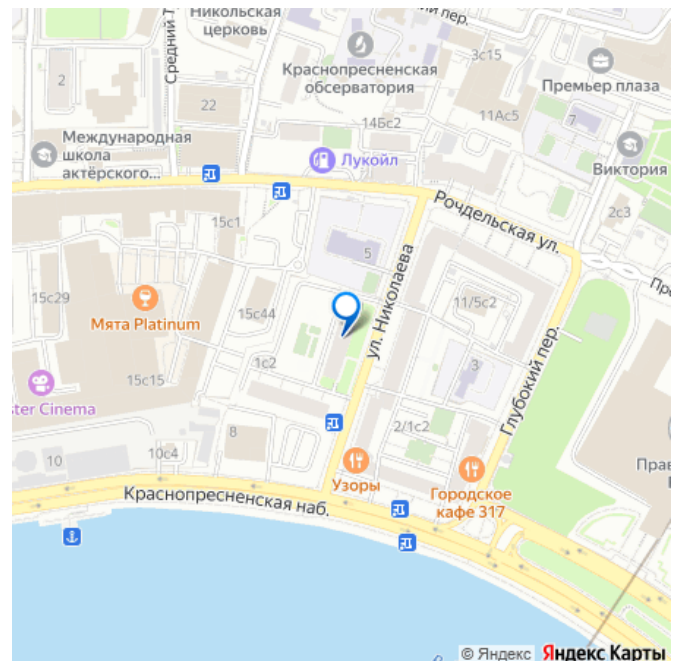 Никольская
церковь
Средний
пер.
3с15
Краснопресненская
обсерватория
Премьер плаза
2
22
14Бс2
11Ас5
7
Международная
школа
актёрского...
Лукойл
Виктория
Рочдельская ул.
2с3
15с1
5
ул. Николаева
15с29
Мята Platinum
15с44
11/5с2
Глубокий пер.
1с2
3
15с15
ster Cinema
2/1с2
8
10
10с4
Узоры
Городское
кафе 317
Краснопресненская наб.
© Яндекс Яндекс Карты